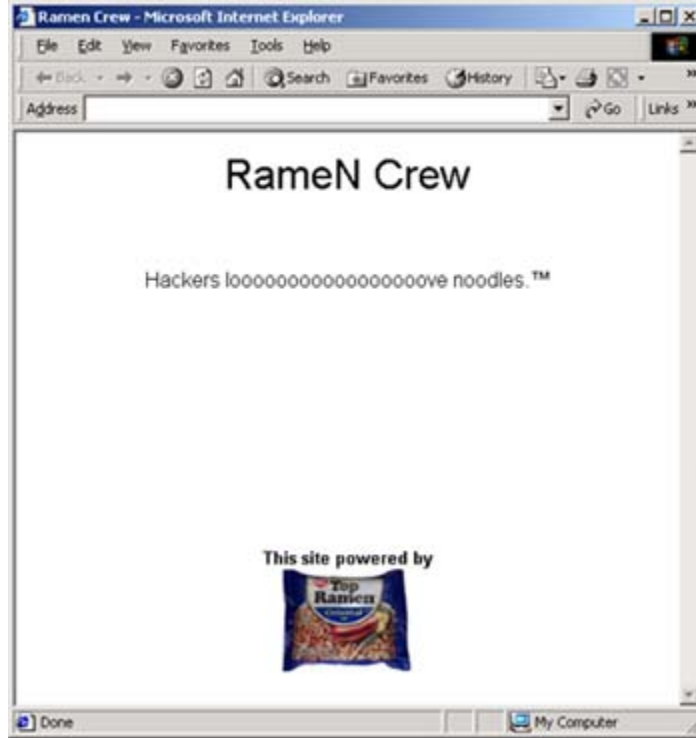 Ramen Crew - Microsoft Internet Explorer
File Edit View Favorites Tools Help
Back Search Favorites History »
Address Go Links »
RameN Crew
Hackers looooooooooooooooove noodles.™
This site powered by
Top
Ramen
Oriental
Done My Computer